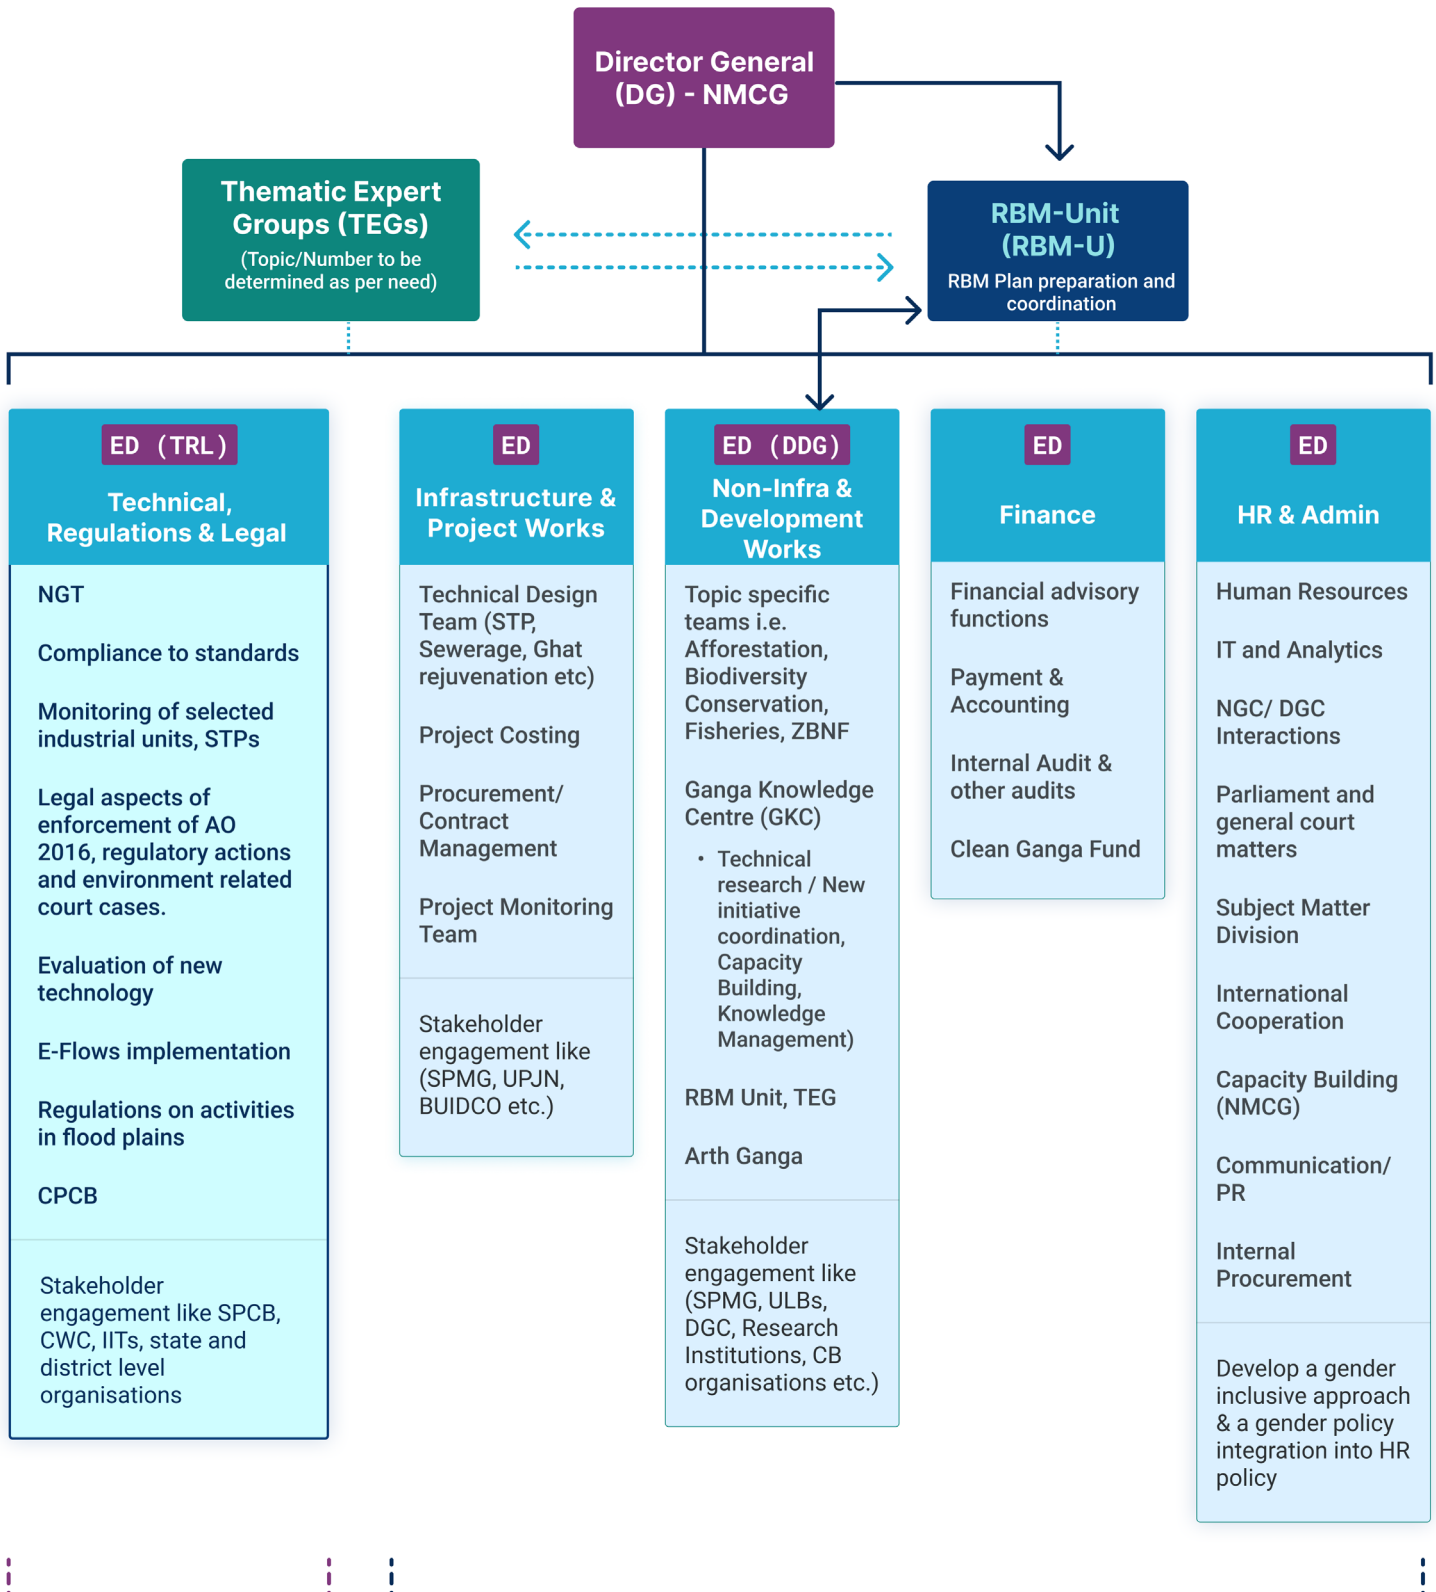 Director General
(DG) - NMCG
Thematic Expert
Groups (TEGs)
(Topic/Number to be
determined as per need)
RBM-Unit
(RBM-U)
RBM Plan preparation and
coordination
ED (TRL)
Technical,
Regulations & Legal
NGT
Compliance to standards
Monitoring of selected
industrial units, STPs
Legal aspects of
enforcement of AO
2016, regulatory actions
and environment related
court cases.
Evaluation of new
technology
E-Flows implementation
Regulations on activities
in flood plains
CPCB
Stakeholder
engagement like SPCB,
CWC, IITs, state and
district level
organisations
ED
Infrastructure &
Project Works
Technical Design
Team (STP,
Sewerage, Ghat
rejuvenation etc)
Project Costing
Procurement/
Contract
Management
Project Monitoring
Team
Stakeholder
engagement like
(SPMG, UPJN,
BUIDCO etc.)
ED (DDG)
Non-Infra &
Development
Works
Topic specific
teams i.e.
Afforestation,
Biodiversity
Conservation,
Fisheries, ZBNF
Ganga Knowledge
Centre (GKC)
• Technical
research / New
initiative
coordination,
Capacity
Building,
Knowledge
Management)
RBM Unit, TEG
Arth Ganga
Stakeholder
engagement like
(SPMG, ULBs,
DGC, Research
Institutions, CB
organisations etc.)
ED
Finance
Financial advisory
functions
Payment &
Accounting
Internal Audit &
other audits
Clean Ganga Fund
ED
HR & Admin
Human Resources
IT and Analytics
NGC/ DGC
Interactions
Parliament and
general court
matters
Subject Matter
Division
International
Cooperation
Capacity Building
(NMCG)
Communication/
PR
Internal
Procurement
Develop a gender
inclusive approach
& a gender policy
integration into HR
policy